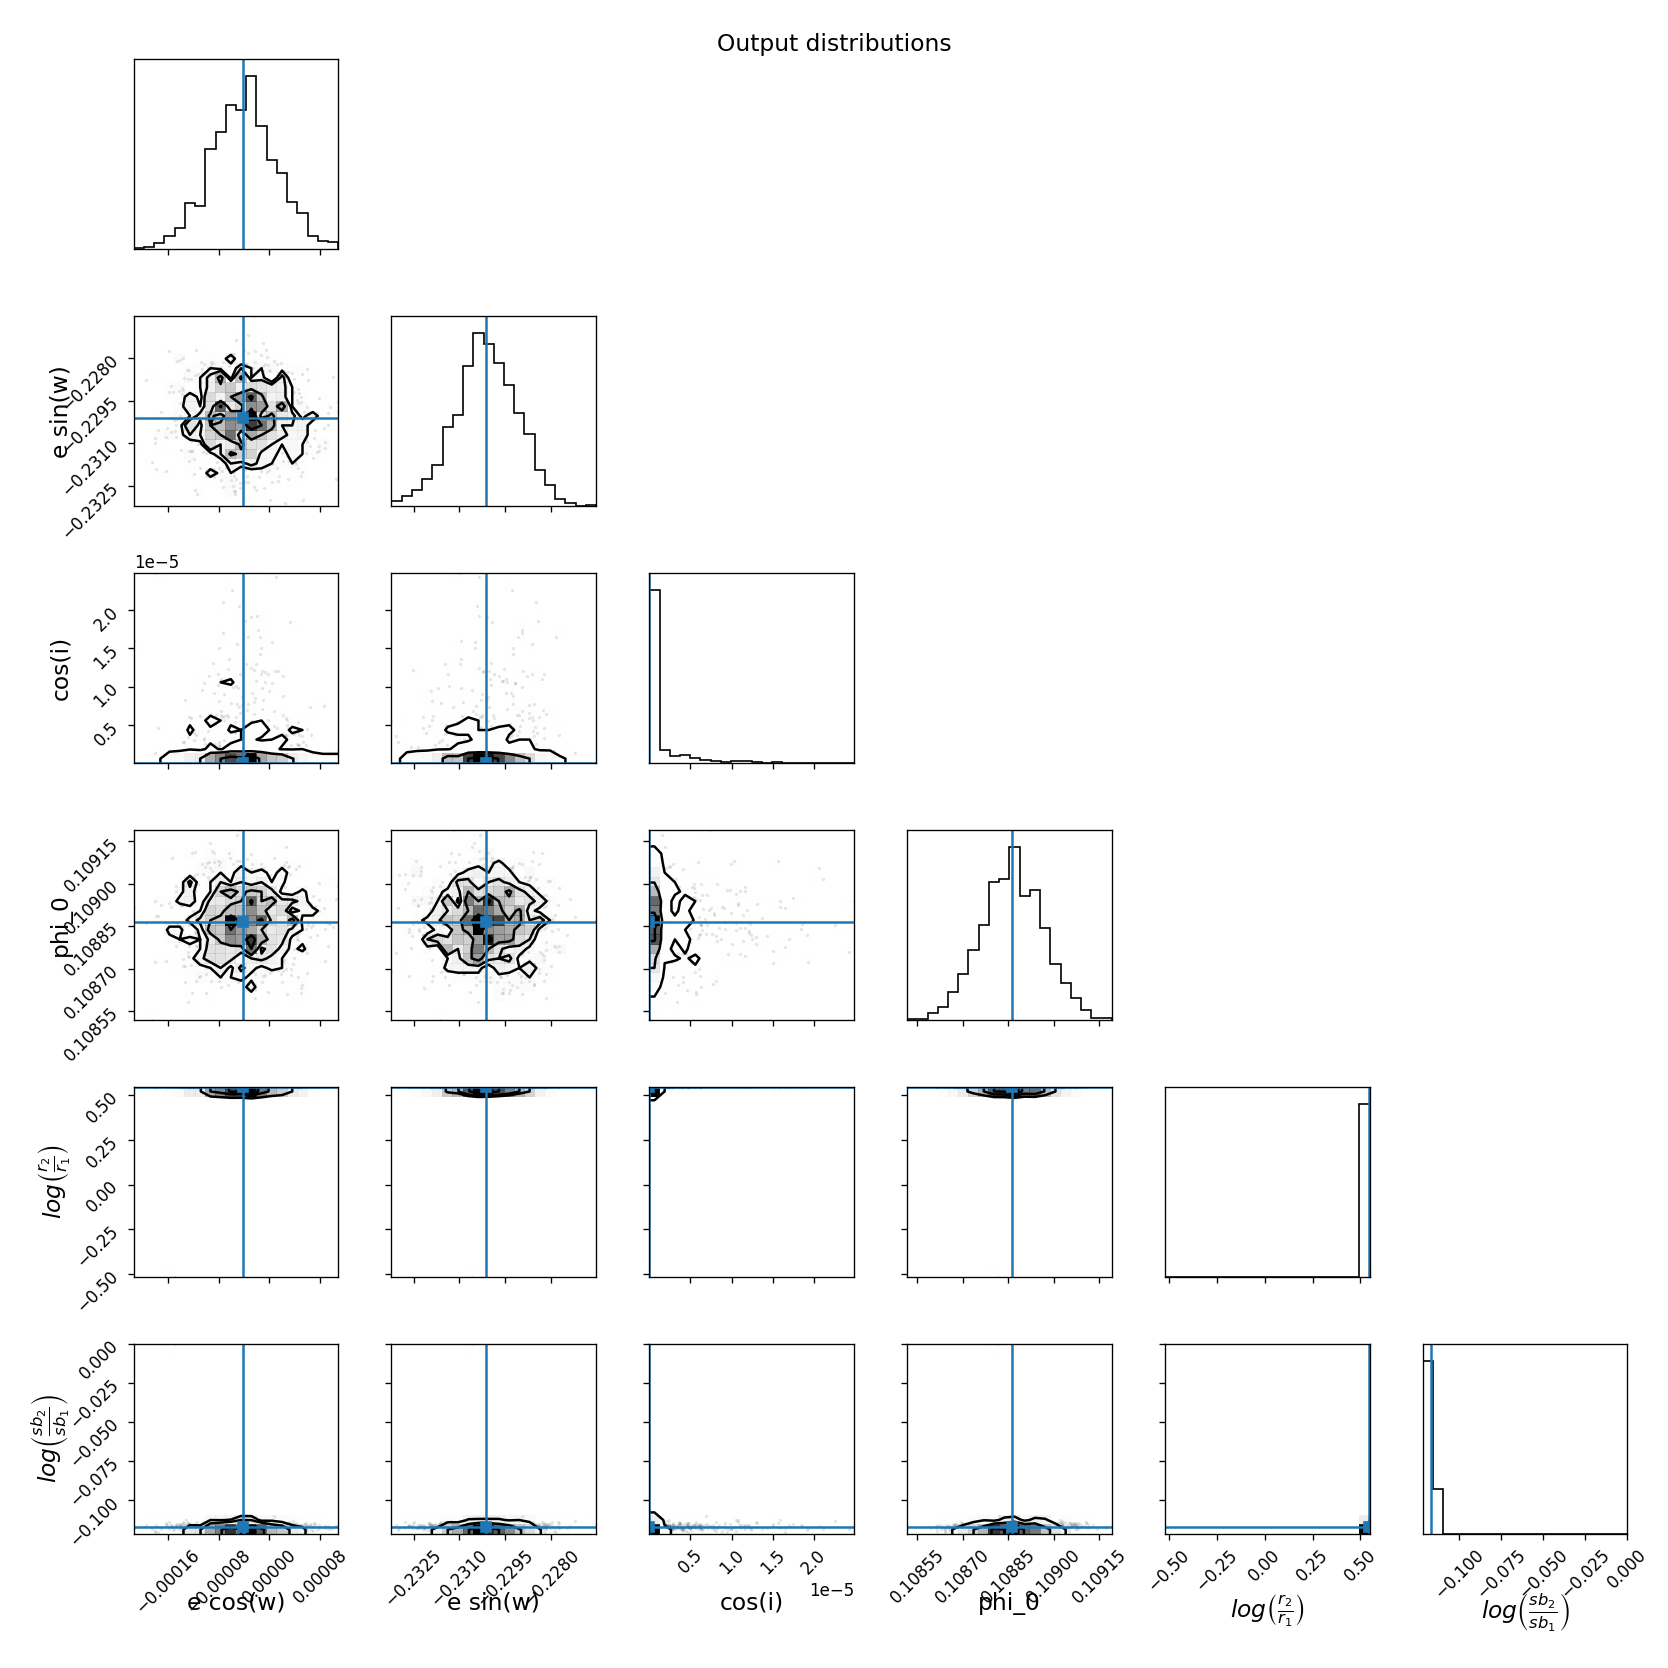 Output distributions
e sin(w)
−0.2280
−0.2295
−0.2310
−0.2325
1e−5
cos(i)
2.0
1.5
1.0
0.5
phi_0
0.10915
0.10900
0.10885
0.10870
0.10855
log(r2/r1)
0.50
0.25
0.00
−0.25
−0.50
log(sb2/sb1)
0.000
−0.025
−0.050
−0.075
−0.100
−0.00016 −0.00008 0.00000 0.00008
e cos(w)
−0.2325 −0.2310 −0.2295 −0.2280
e sin(w)
0.5 1.0 1.5 2.0
1e−5
cos(i)
0.10855 0.10870 0.10885 0.10900 0.10915
phi_0
−0.50 −0.25 0.00 0.25 0.50
log(r2/r1)
−0.100 −0.075 −0.050 −0.025 0.000
log(sb2/sb1)